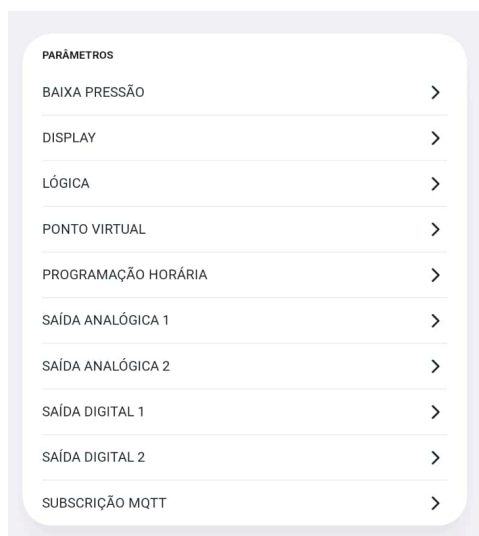 PARÂMETROS
BAIXA PRESSÃO
DISPLAY
LÓGICA
PONTO VIRTUAL
PROGRAMAÇÃO HORÁRIA
SAÍDA ANALÓGICA 1
SAÍDA ANALÓGICA 2
SAÍDA DIGITAL 1
SAÍDA DIGITAL 2
SUBSCRIÇÃO MQTT